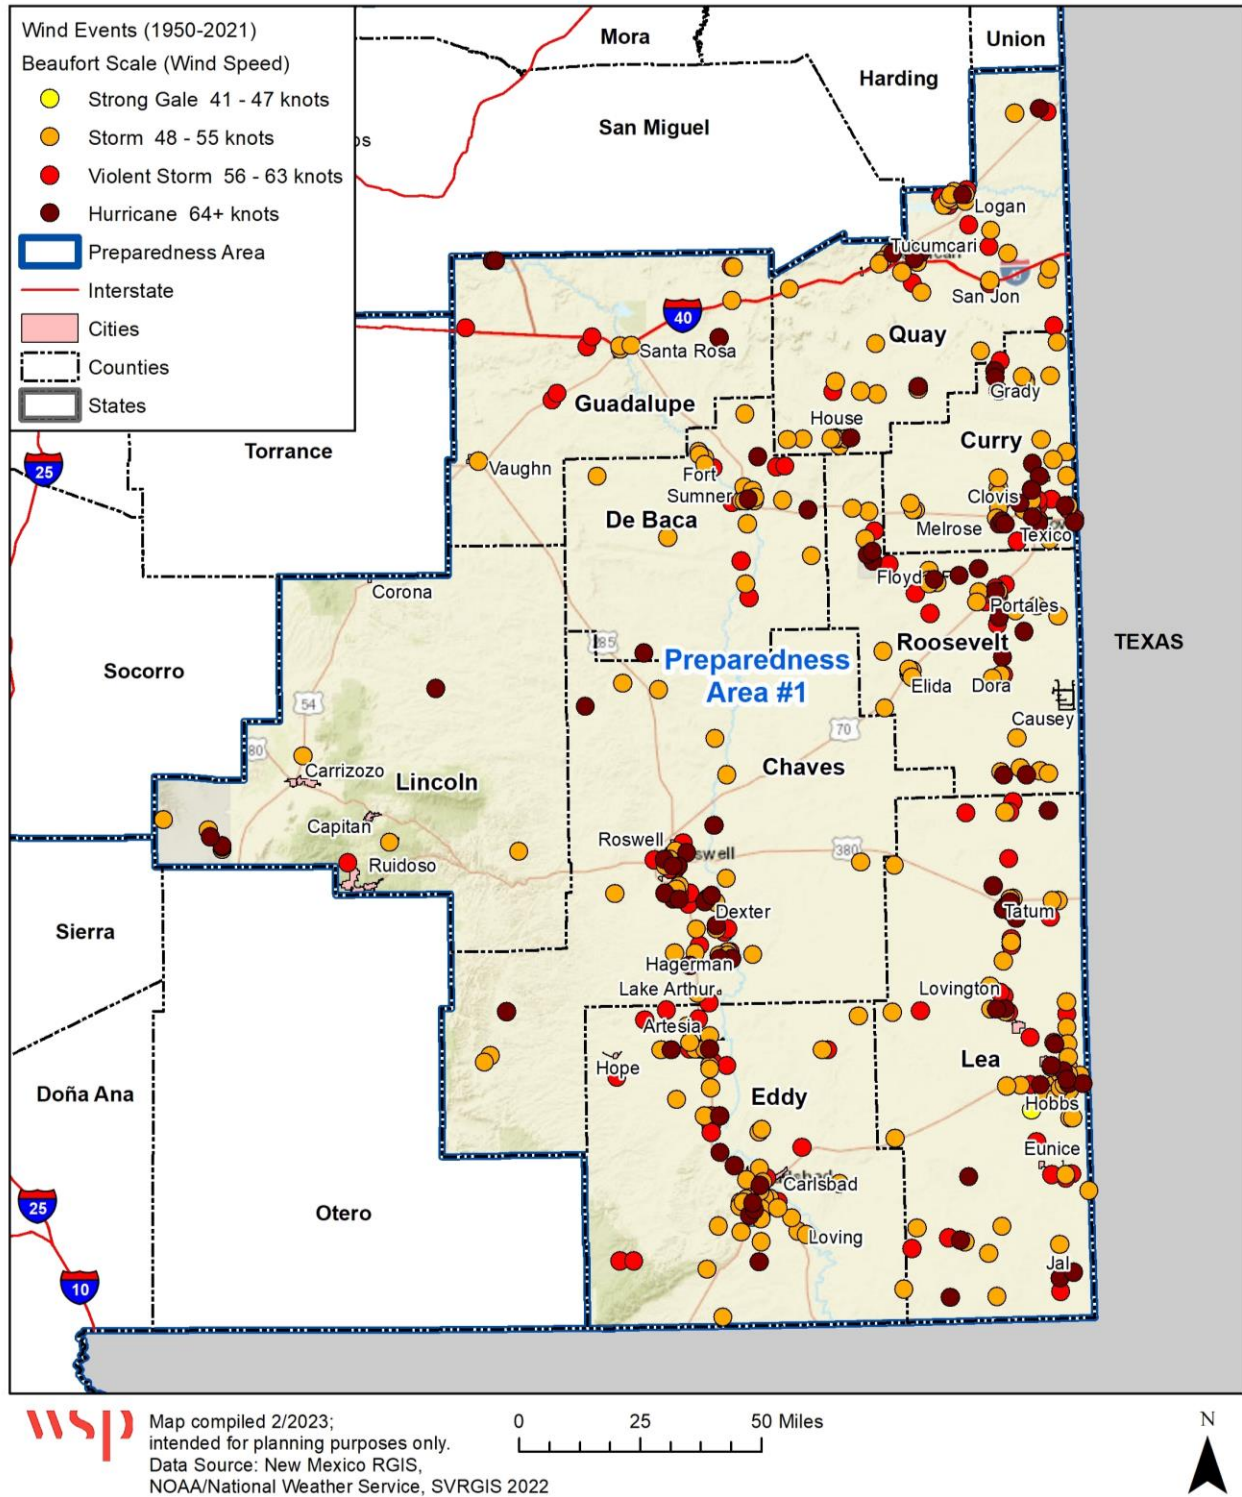 Wind Events (1950-2021)
Beaufort Scale (Wind Speed)
Strong Gale 41 - 47 knots
Storm 48 - 55 knots
Violent Storm 56 - 63 knots
Hurricane 64+ knots
Preparedness Area
Interstate
Cities
Counties
States
Mora
Union
Harding
San Miguel
os
Logan
Tucumcari
San Jon
40
Santa Rosa
Quay
Guadalupe
Grady
House
Torrance
Curry
25
Vaughn
Fort
Sumner
Clovis
De Baca
Melrose
Texico
Corona
Floyd
Portales
Socorro
285
Preparedness
Area #1
Roosevelt
TEXAS
Elida
Dora
54
Causey
70
380
Carrizozo
Lincoln
Chaves
Capitan
Roswell
swell
380
Ruidoso
Dexter
Tatum
Sierra
Hagerman
Lake Arthur
Lovington
Artesia
Hope
Lea
Doña Ana
Eddy
Hobbs
Eunice
Carlsbad
25
Otero
Loving
Jal
10
wsp
Map compiled 2/2023;
intended for planning purposes only.
Data Source: New Mexico RGIS,
NOAA/National Weather Service, SVRGIS 2022
0 25 50 Miles
N